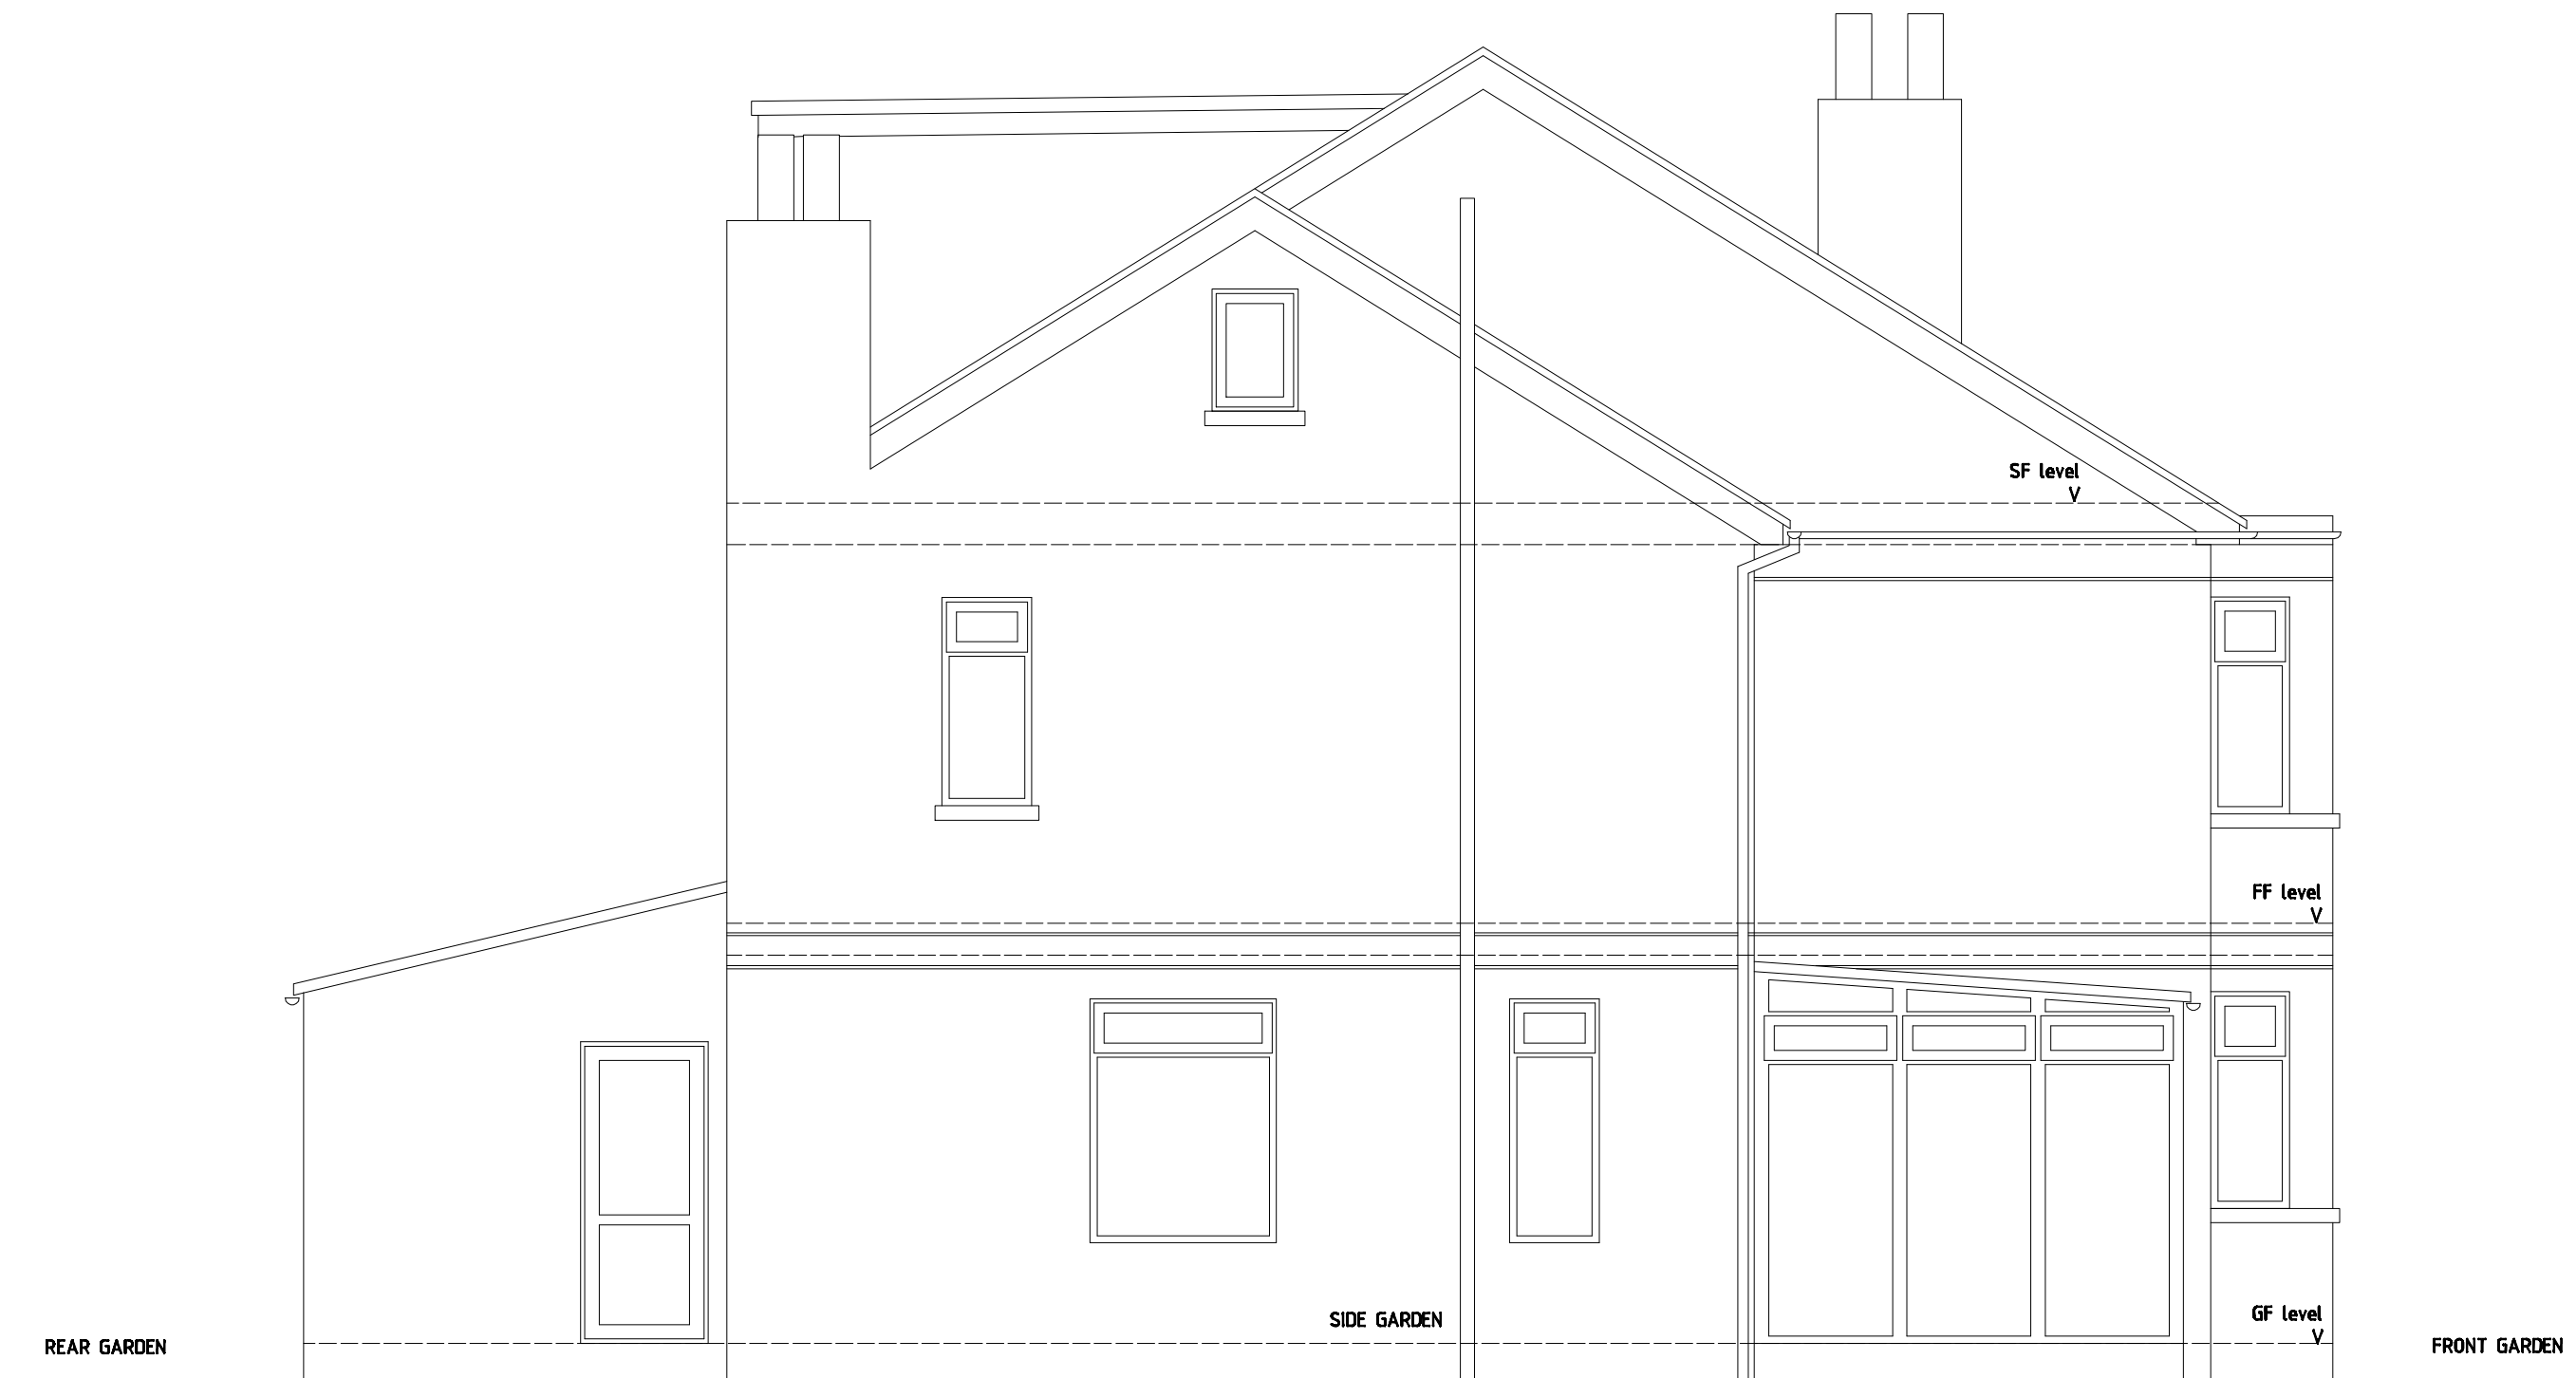 SF level
V
FF level
V
GF level
V
SIDE GARDEN
REAR GARDEN
FRONT GARDEN